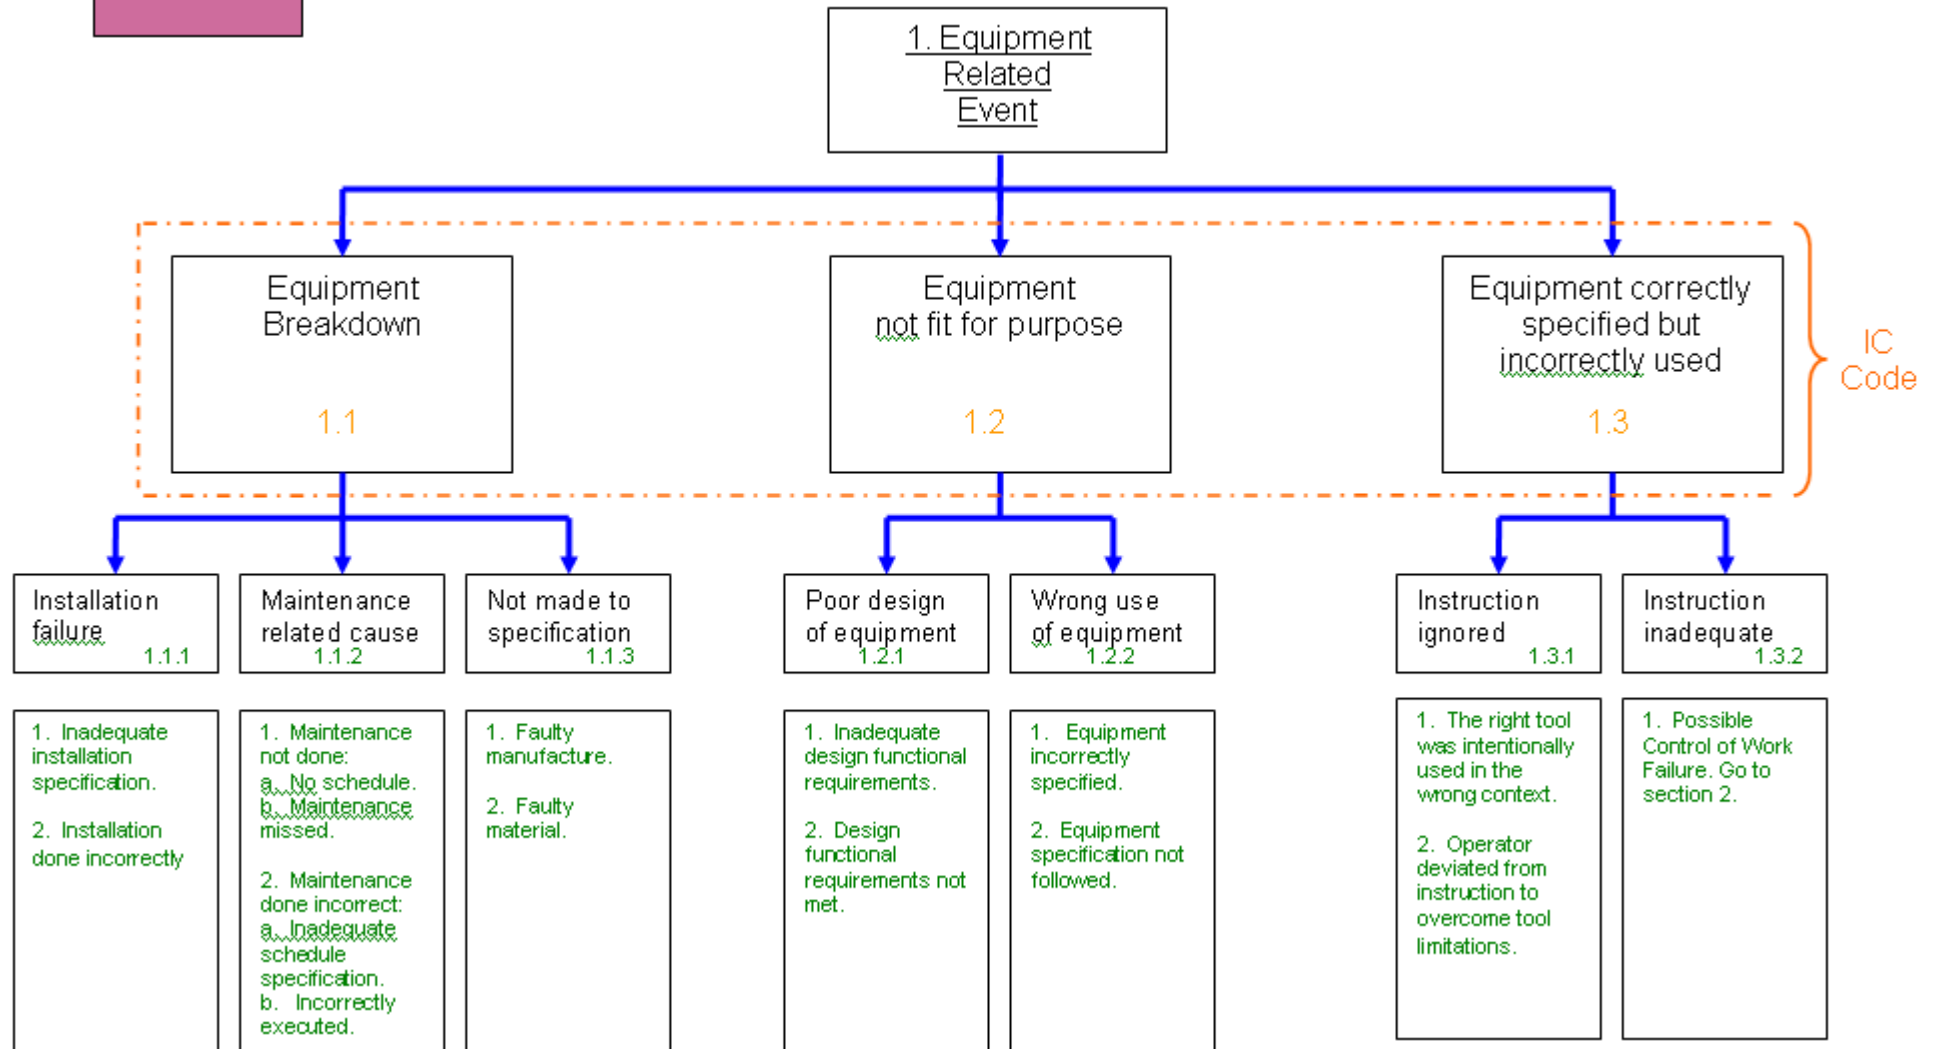 1. Equipment
Related
Event
Equipment
Breakdown
1.1
Equipment
not fit for purpose
1.2
Equipment correctly
specified but
incorrectly used
1.3
IC
Code
Installation
failure
1.1.1
Maintenance
related cause
1.1.2
Not made to
specification
1.1.3
Poor design
of equipment
1.2.1
Wrong use
of equipment
1.2.2
Instruction
ignored
1.3.1
Instruction
inadequate
1.3.2
1. Inadequate
installation
specification.
2. Installation
done incorrectly
1. Maintenance
not done:
a. No schedule.
b. Maintenance
missed.
2. Maintenance
done incorrect:
a. Inadequate
schedule
specification.
b. Incorrectly
executed.
1. Faulty
manufacture.
2. Faulty
material.
1. Inadequate
design functional
requirements.
2. Design
functional
requirements not
met.
1. Equipment
incorrectly
specified.
2. Equipment
specification not
followed.
1. The right tool
was intentionally
used in the
wrong context.
2. Operator
deviated from
instruction to
overcome tool
limitations.
1. Possible
Control of Work
Failure. Go to
section 2.